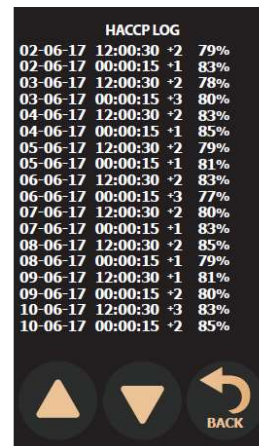 HACCP LOG
02-06-17 12:00:30 +2 79%
02-06-17 00:00:15 +1 83%
03-06-17 12:00:30 +2 78%
03-06-17 00:00:15 +3 80%
04-06-17 12:00:30 +2 83%
04-06-17 00:00:15 +1 85%
05-06-17 12:00:30 +2 79%
05-06-17 00:00:15 +1 81%
06-06-17 12:00:30 +2 83%
06-06-17 00:00:15 +3 77%
07-06-17 12:00:30 +2 80%
07-06-17 00:00:15 +1 83%
08-06-17 12:00:30 +2 85%
08-06-17 00:00:15 +1 79%
09-06-17 12:00:30 +1 81%
09-06-17 00:00:15 +2 80%
10-06-17 12:00:30 +3 83%
10-06-17 00:00:15 +2 85%
BACK